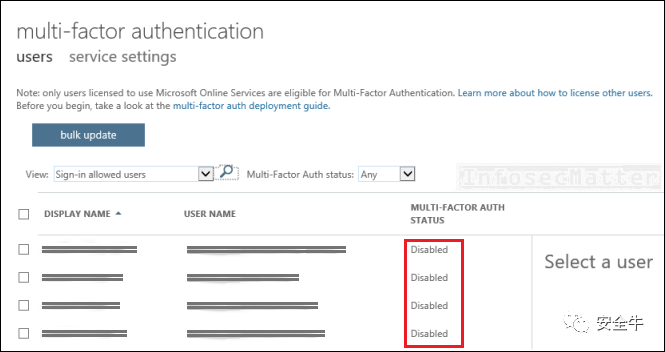 multi-factor authentication
users service settings
Note: only users licensed to use Microsoft Online Services are eligible for Multi-Factor Authentication. Learn more about how to license other users.
Before you begin, take a look at the multi-factor auth deployment guide.
bulk update
View: Sign-in allowed users Multi-Factor Auth status: Any
InfosecMatter
DISPLAY NAME USER NAME MULTI-FACTOR AUTH
STATUS
Disabled
Select a user
Disabled
Disabled
安全牛
Disabled